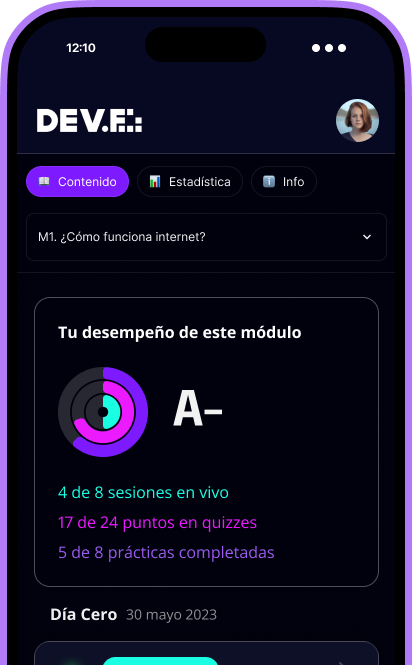 12:10
DEV.F.:
Contenido
Estadística
Info
M1. ¿Cómo funciona internet?
Tu desempeño de este módulo
A-
4 de 8 sesiones en vivo
17 de 24 puntos en quizzes
5 de 8 prácticas completadas
Día Cero 30 mayo 2023